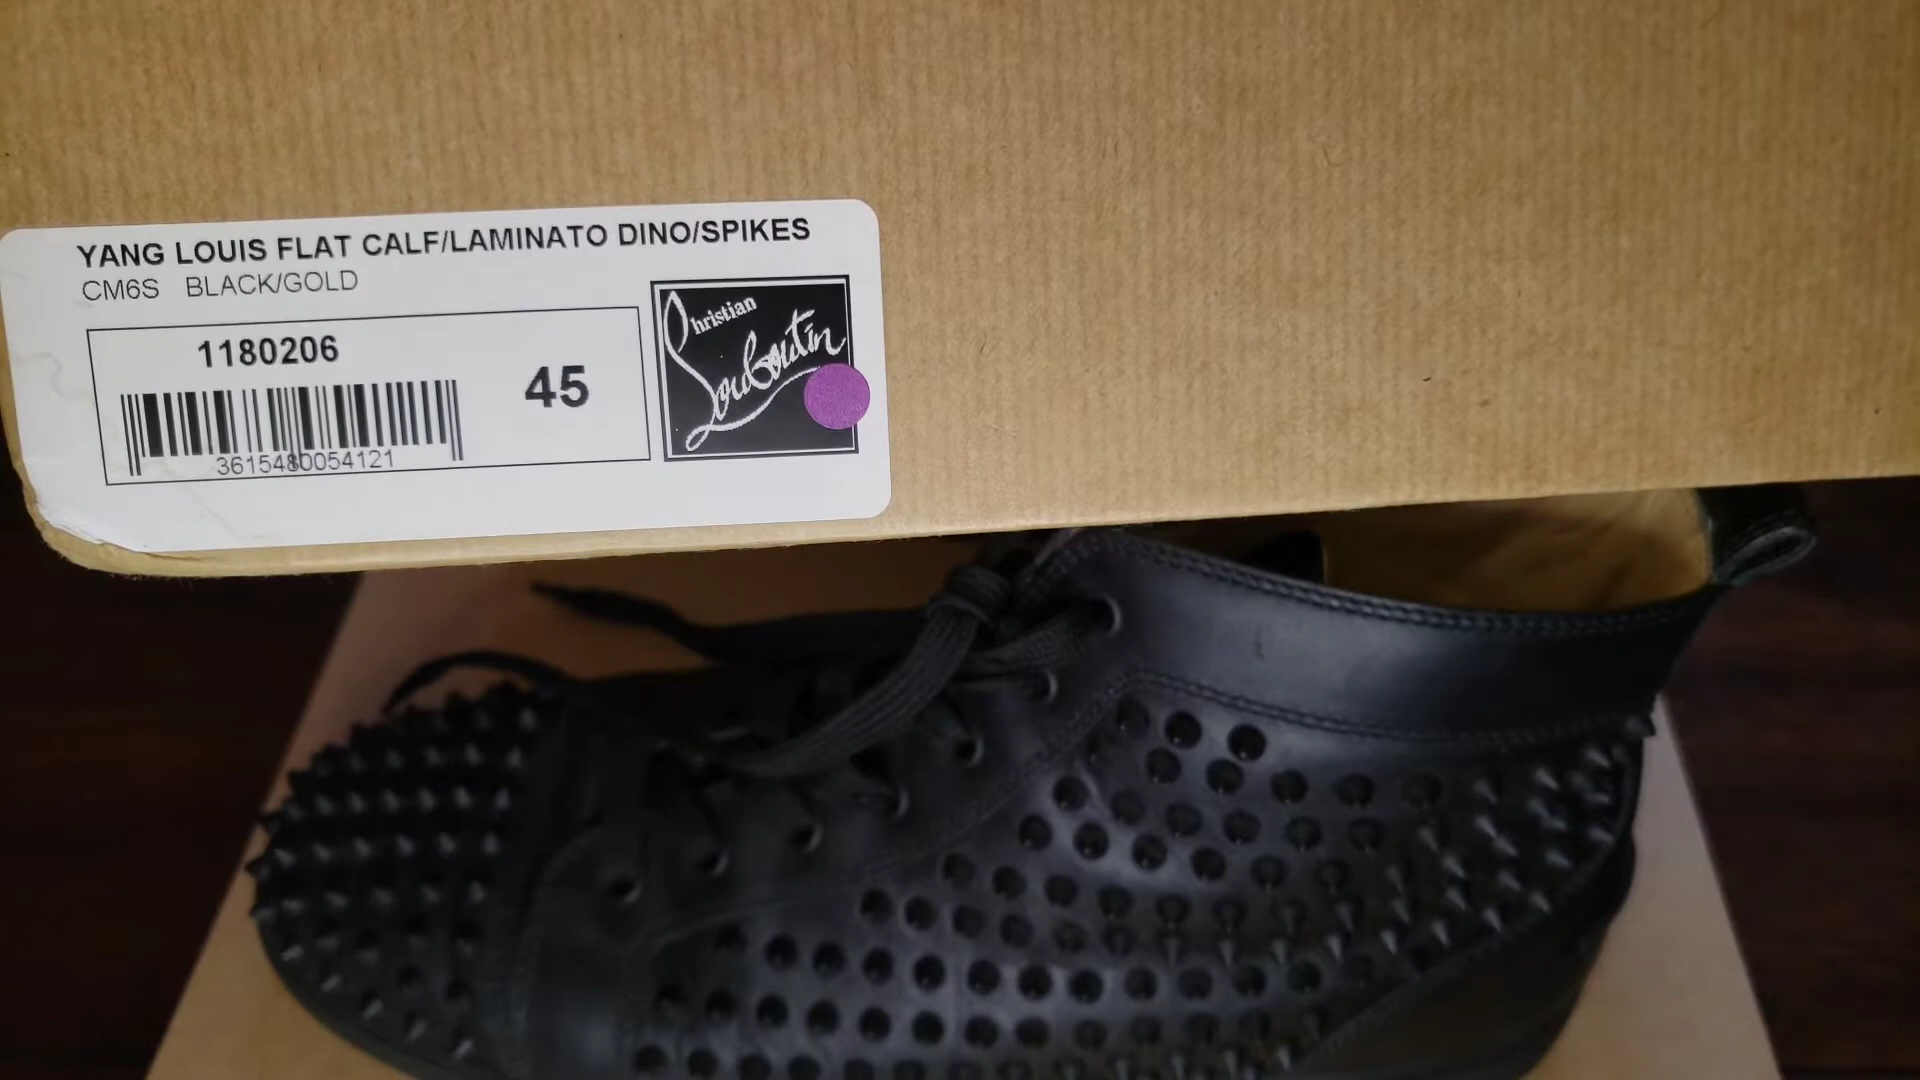 YANG LOUIS FLAT CALF/LAMINATO DINO/SPIKES
CM6S BLACK/GOLD
1180206
45
3615480054121
Christian
Louboutin